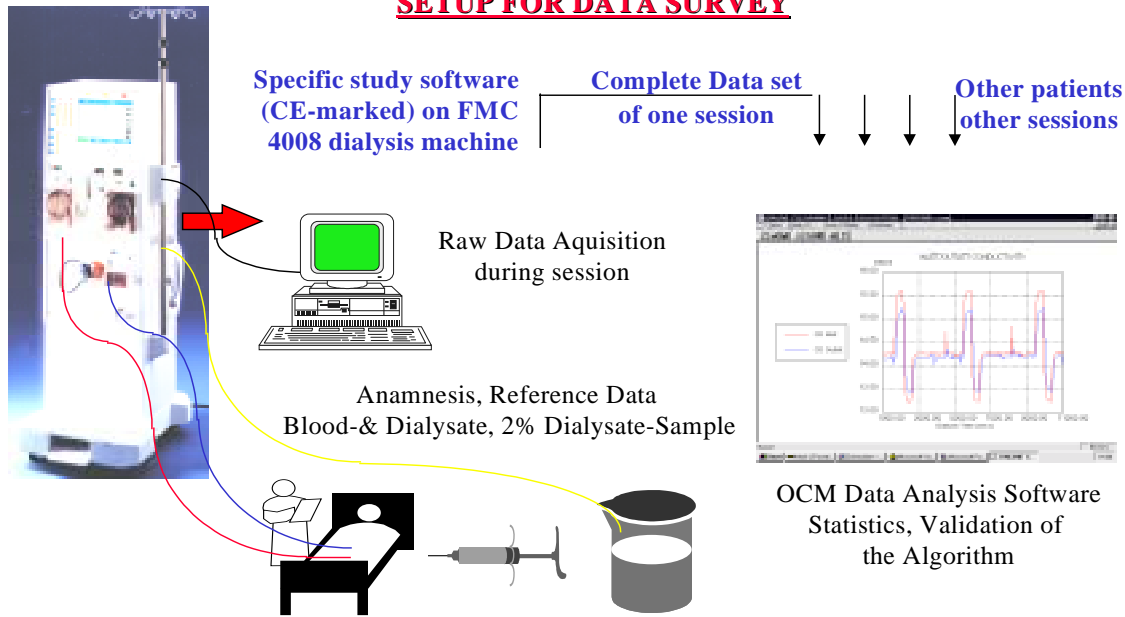 SETUP FOR DATA SURVEY
Specific study software
(CE-marked) on FMC
4008 dialysis machine
Complete Data set
of one session
Other patients
other sessions
Raw Data Aquisition
during session
Anamnesis, Reference Data
Blood-& Dialysate, 2% Dialysate-Sample
OCM Data Analysis Software
Statistics, Validation of
the Algorithm